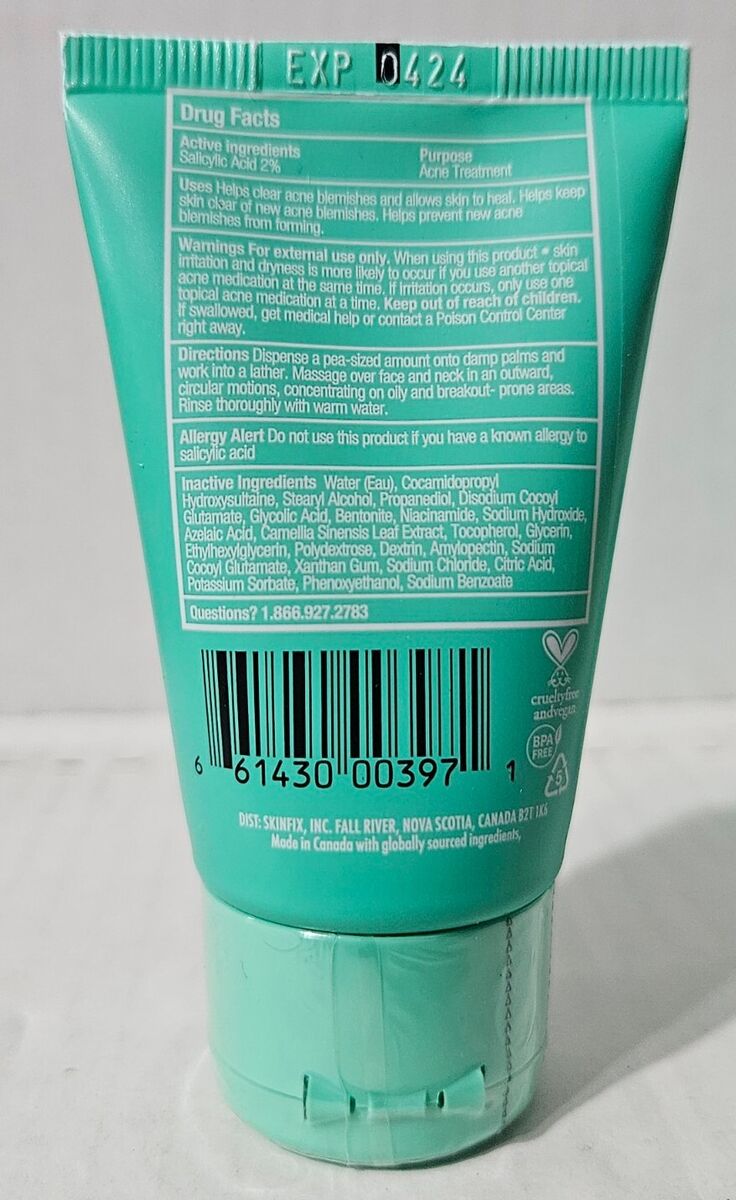 EXP 0424
Drug Facts
Active ingredients Purpose
Salicylic Acid 2% Acne Treatment
Uses Helps clear acne blemishes and allows skin to heal. Helps keep
skin clear of new acne blemishes. Helps prevent new acne
blemishes from forming.
Warnings For external use only. When using this product • skin
irritation and dryness is more likely to occur if you use another topical
acne medication at the same time. If irritation occurs, only use one
topical acne medication at a time. Keep out of reach of children.
If swallowed, get medical help or contact a Poison Control Center
right away.
Directions Dispense a pea-sized amount onto damp palms and
work into a lather. Massage over face and neck in an outward,
circular motions, concentrating on oily and breakout- prone areas.
Rinse thoroughly with warm water.
Allergy Alert Do not use this product if you have a known allergy to
salicylic acid
Inactive Ingredients Water (Eau), Cocamidopropyl
Hydroxysultaine, Stearyl Alcohol, Propanediol, Disodium Cocoyl
Glutamate, Glycolic Acid, Bentonite, Niacinamide, Sodium Hydroxide,
Azelaic Acid, Camellia Sinensis Leaf Extract, Tocopherol, Glycerin,
Ethylhexylglycerin, Polydextrose, Dextrin, Amylopectin, Sodium
Cocoyl Glutamate, Xanthan Gum, Sodium Chloride, Citric Acid,
Potassium Sorbate, Phenoxyethanol, Sodium Benzoate
Questions? 1.866.927.2783
crueltyfree
andvegan
BPA
FREE
5
6 61430 00397 1
DIST: SKINFIX, INC. FALL RIVER, NOVA SCOTIA, CANADA B2T 1K6
Made in Canada with globally sourced ingredients,